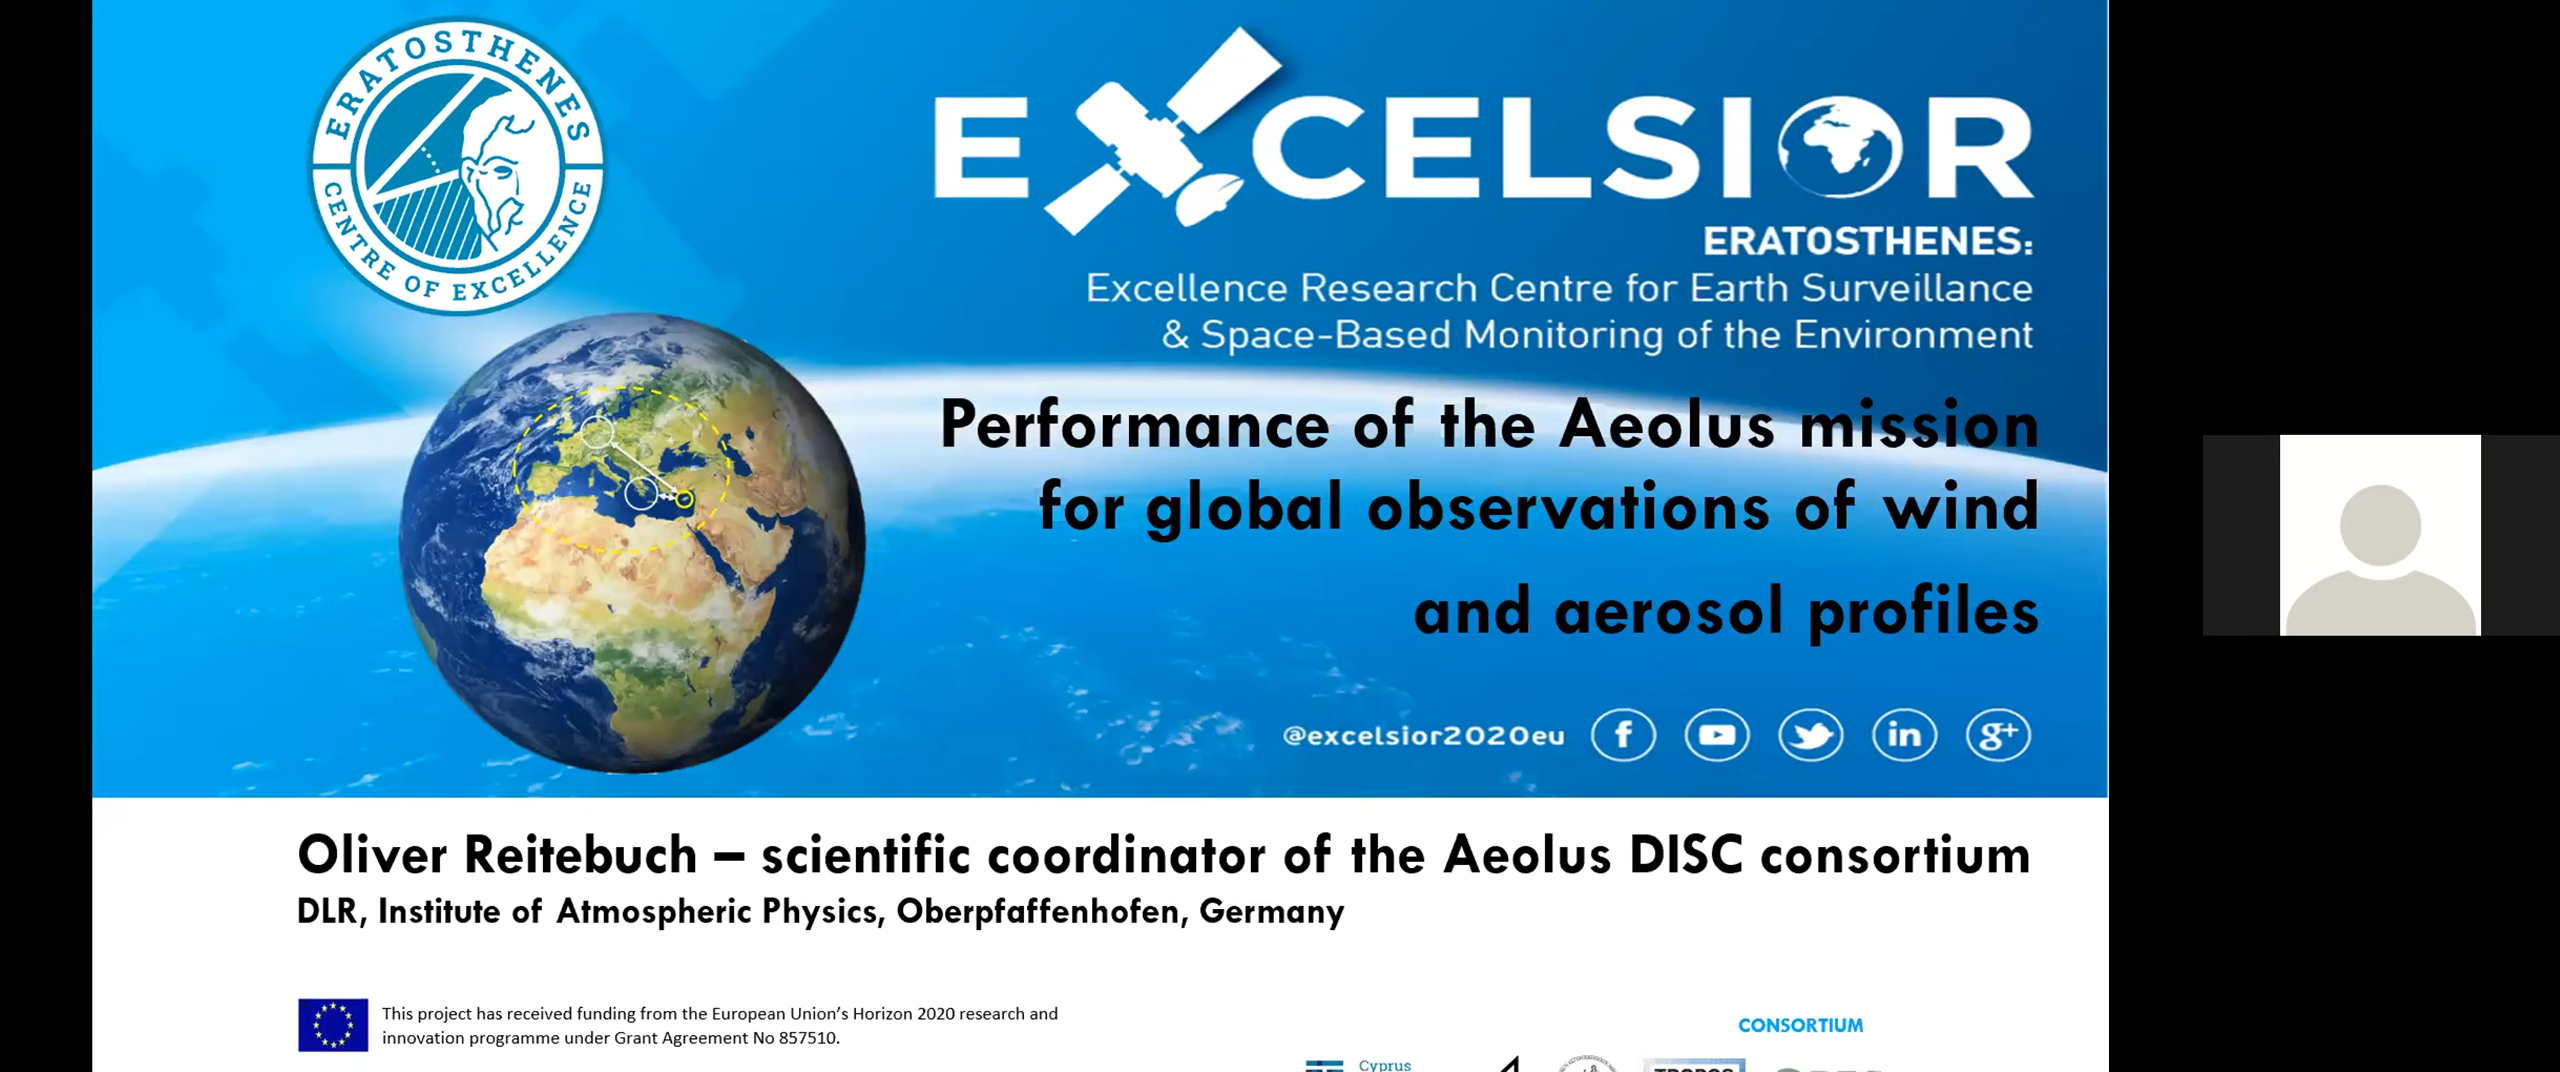 ERATOSTHENES
CENTRE OF EXCELLENCE
EXCELSIOR
ERATOSTHENES:
Excellence Research Centre for Earth Surveillance
& Space-Based Monitoring of the Environment
Performance of the Aeolus mission
for global observations of wind
and aerosol profiles
@excelsior2020eu
Oliver Reitebuch – scientific coordinator of the Aeolus DISC consortium
DLR, Institute of Atmospheric Physics, Oberpfaffenhofen, Germany
This project has received funding from the European Union's Horizon 2020 research and
innovation programme under Grant Agreement No 857510.
CONSORTIUM
Cyprus
TROPOS